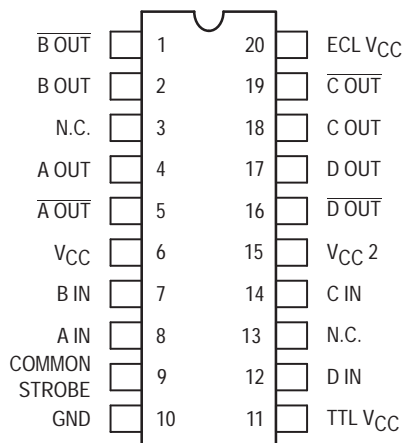 B OUT 1 20 ECL VCC
B OUT 2 19 C OUT
N.C. 3 18 C OUT
A OUT 4 17 D OUT
A OUT 5 16 D OUT
VCC 6 15 VCC 2
B IN 7 14 C IN
A IN 8 13 N.C.
COMMON STROBE 9 12 D IN
GND 10 11 TTL VCC